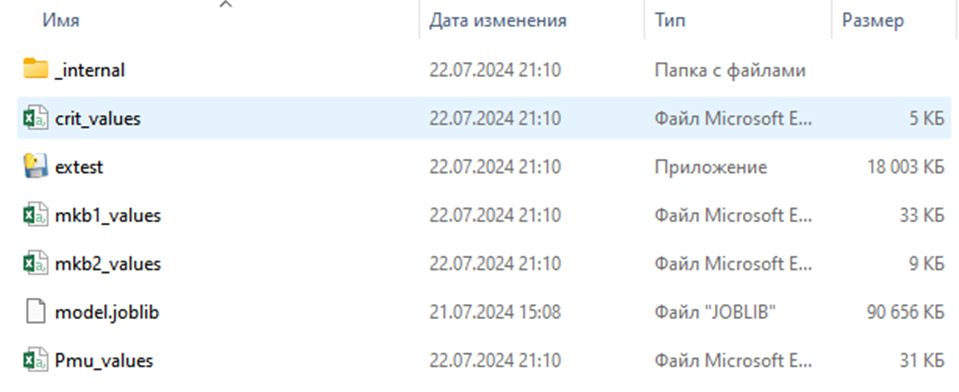 Имя Дата изменения Тип Размер
_internal 22.07.2024 21:10 Папка с файлами
crit_values 22.07.2024 21:10 Файл Microsoft E... 5 КБ
extest 22.07.2024 21:10 Приложение 18 003 КБ
mkb1_values 22.07.2024 21:10 Файл Microsoft E... 33 КБ
mkb2_values 22.07.2024 21:10 Файл Microsoft E... 9 КБ
model.joblib 21.07.2024 15:08 Файл "JOBLIB" 90 656 КБ
Pmu_values 22.07.2024 21:10 Файл Microsoft E... 31 КБ